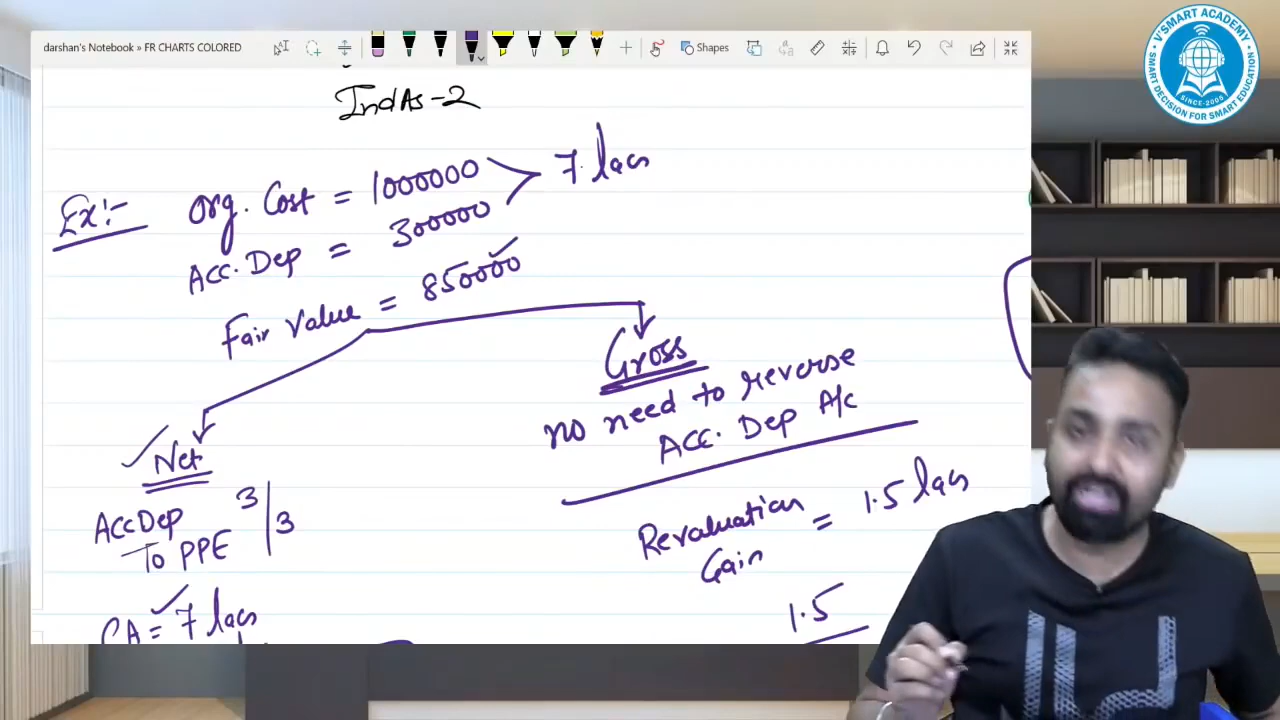 darshan's Notebook » FR CHARTS COLORED
Shapes
V'SMART ACADEMY
SINCE-2005
SMART DECISION FOR SMART EDUCATION
IndAs-2
Ex:- Org. Cost = 1000000
7 lacs
Acc. Dep = 300000
Fair Value = 850000
Gross
no need to reverse
Acc. Dep A/c
Net
AccDep 3
To PPE 3
CA = 7 lacs
Revaluation Gain = 1.5 lacs
1.5